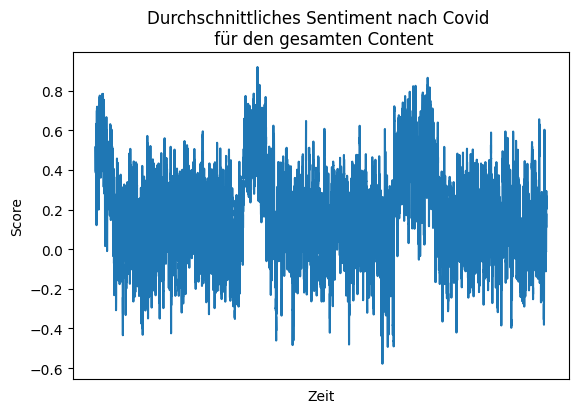 Durchschnittliches Sentiment nach Covid
für den gesamten Content
Score
0.8
0.6
0.4
0.2
0.0
−0.2
−0.4
−0.6
Zeit